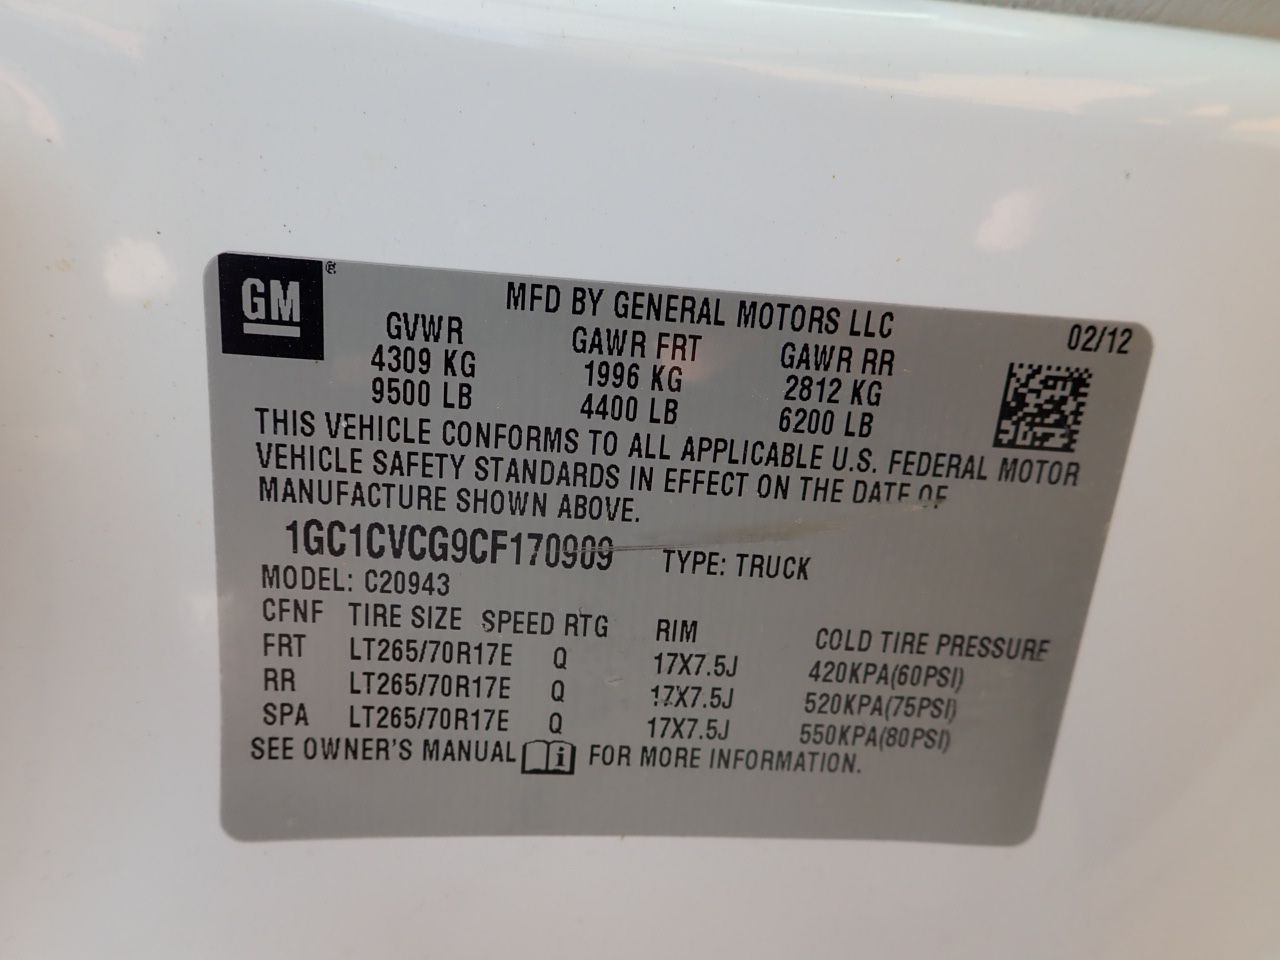 GM ®
MFD BY GENERAL MOTORS LLC
02/12
GVWR GAWR FRT GAWR RR
4309 KG 1996 KG 2812 KG
9500 LB 4400 LB 6200 LB
THIS VEHICLE CONFORMS TO ALL APPLICABLE U.S. FEDERAL MOTOR
VEHICLE SAFETY STANDARDS IN EFFECT ON THE DATE OF
MANUFACTURE SHOWN ABOVE.
1GC1CVCG9CF170909 TYPE: TRUCK
MODEL: C20943
CFNF TIRE SIZE SPEED RTG RIM COLD TIRE PRESSURE
FRT LT265/70R17E Q 17X7.5J 420KPA(60PSI)
RR LT265/70R17E Q 17X7.5J 520KPA(75PSI)
SPA LT265/70R17E Q 17X7.5J 550KPA(80PSI)
SEE OWNER'S MANUAL i FOR MORE INFORMATION.